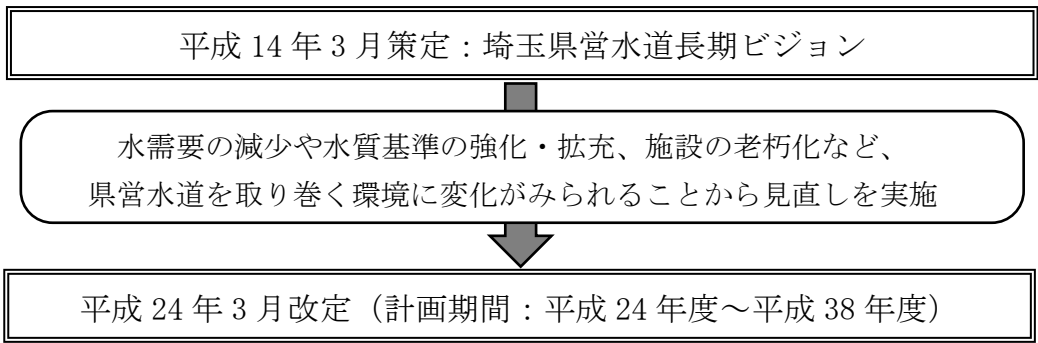 平成 14 年 3 月策定：埼玉県営水道長期ビジョン
水需要の減少や水質基準の強化・拡充、施設の老朽化など、
県営水道を取り巻く環境に変化がみられることから見直しを実施
平成 24 年 3 月改定（計画期間：平成 24 年度～平成 38 年度）